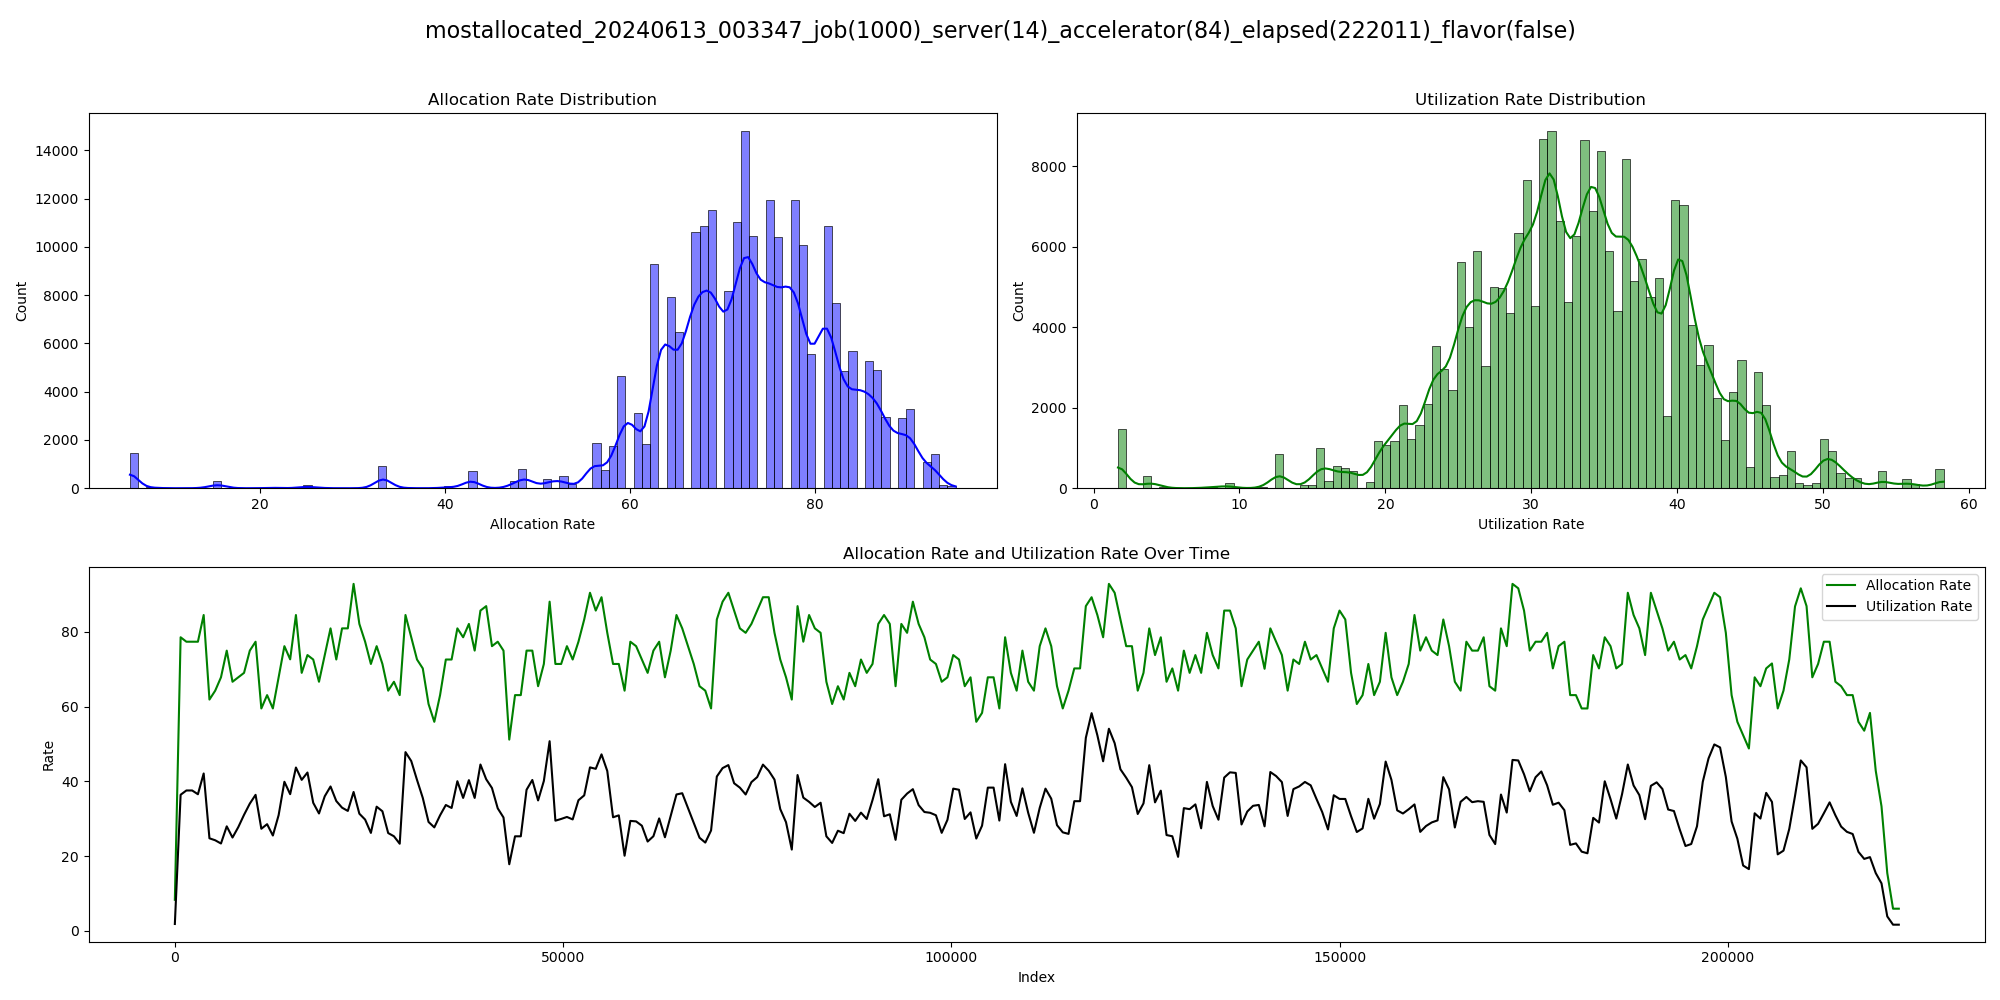 mostallocated_20240613_003347_job(1000)_server(14)_accelerator(84)_elapsed(222011)_flavor(false)
Allocation Rate Distribution
Count
14000
12000
10000
8000
6000
4000
2000
0
20
40
60
80
Allocation Rate
Utilization Rate Distribution
Count
8000
6000
4000
2000
0
0
10
20
30
40
50
60
Utilization Rate
Allocation Rate and Utilization Rate Over Time
Allocation Rate
Utilization Rate
Rate
80
60
40
20
0
0
50000
100000
150000
200000
Index